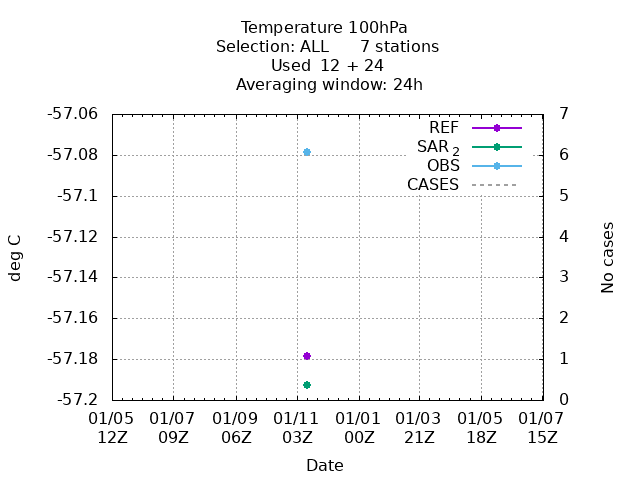 Temperature 100hPa
Selection: ALL 7 stations
Used 12 + 24
Averaging window: 24h
-57.06
-57.08
-57.1
-57.12
-57.14
-57.16
-57.18
-57.2
deg C
7
6
5
4
3
2
1
0
No cases
REF
SAR 2
OBS
CASES
01/05 01/07 01/09 01/11 01/01 01/03 01/05 01/07
12Z 09Z 06Z 03Z 00Z 21Z 18Z 15Z
Date